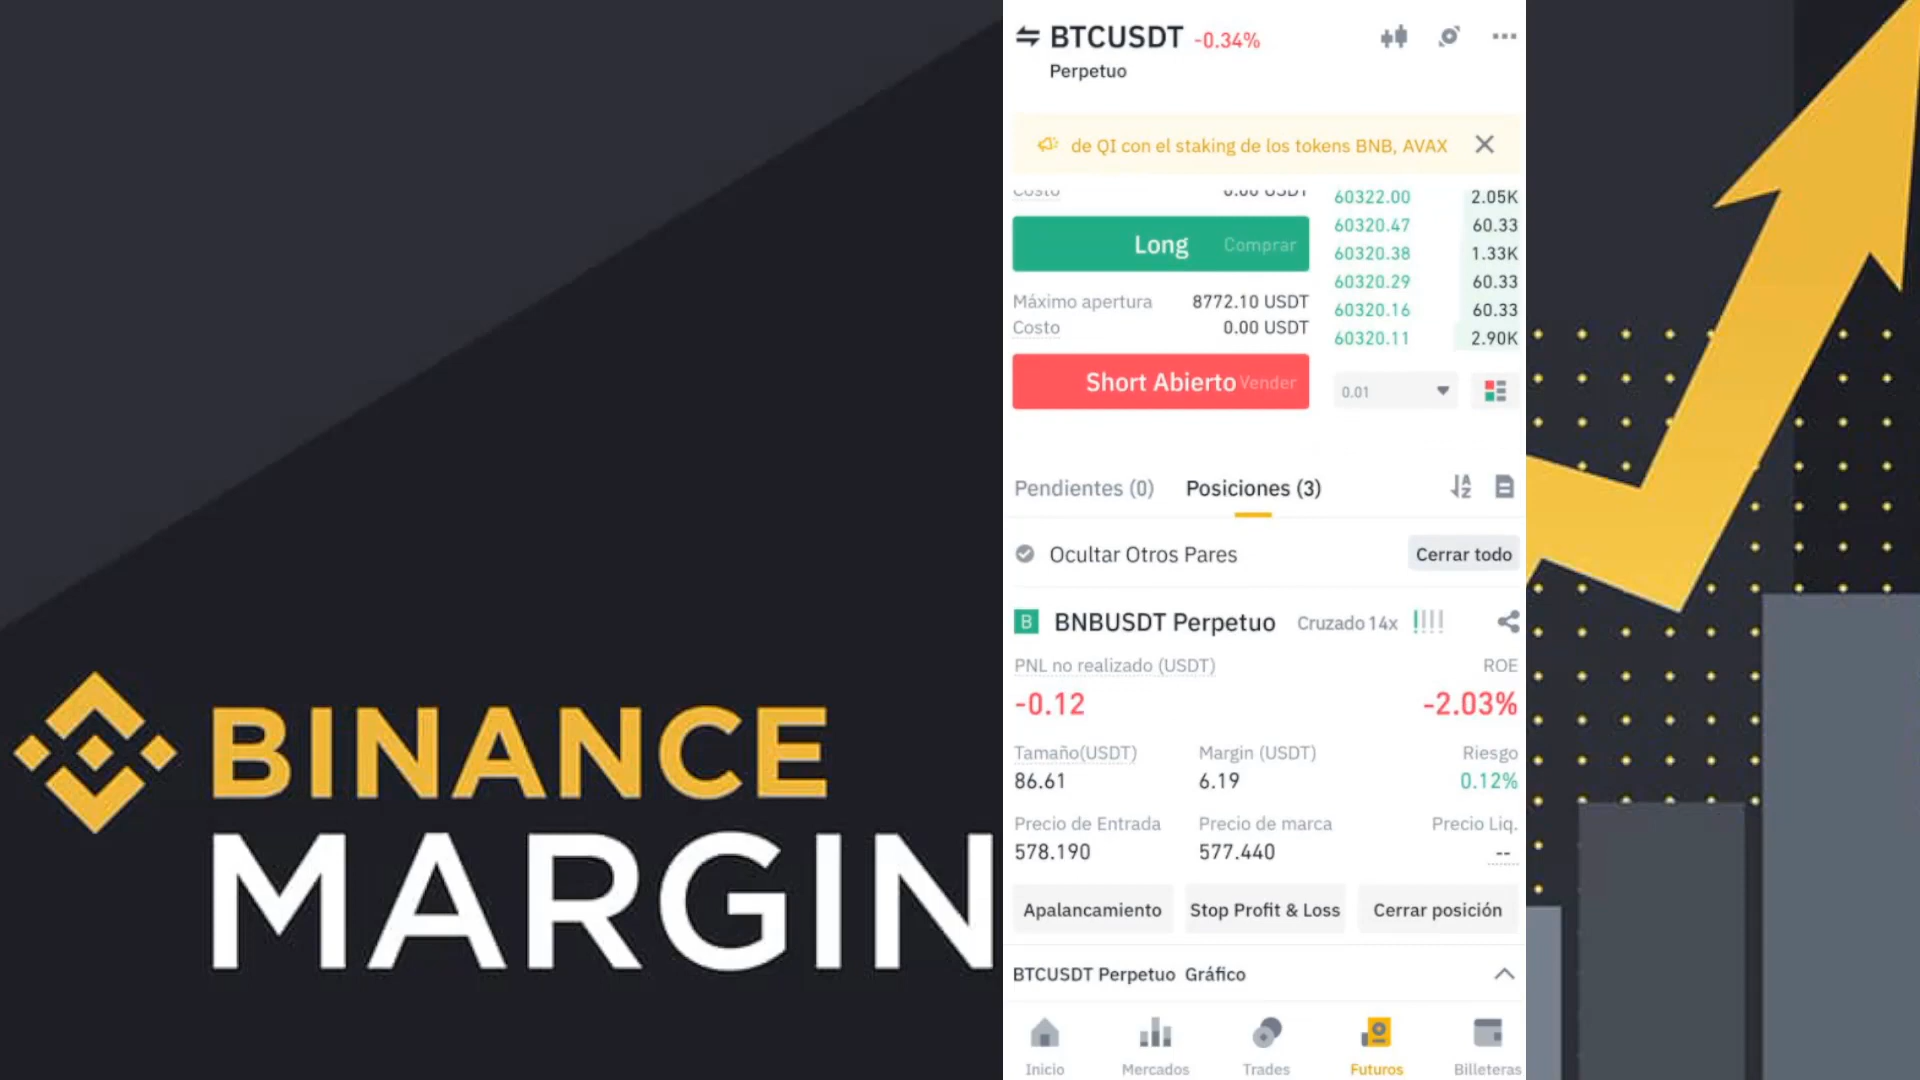 BINANCE
MARGIN
BTCUSDT -0.34%
Perpetuo
de QI con el staking de los tokens BNB, AVAX
Costo 0.00 USDT
60322.00 2.05K
60320.47 60.33
Long Comprar
60320.38 1.33K
60320.29 60.33
Máximo apertura 8772.10 USDT
60320.16 60.33
Costo 0.00 USDT
60320.11 2.90K
Short Abierto Vender
0.01
Pendientes (0) Posiciones (3)
Ocultar Otros Pares Cerrar todo
B BNBUSDT Perpetuo Cruzado 14x
PNL no realizado (USDT) ROE
-0.12 -2.03%
Tamaño(USDT) Margin (USDT) Riesgo
86.61 6.19 0.12%
Precio de Entrada Precio de marca Precio Liq.
578.190 577.440 --
Apalancamiento Stop Profit & Loss Cerrar posición
BTCUSDT Perpetuo Gráfico
Inicio Mercados Trades Futuros Billeteras